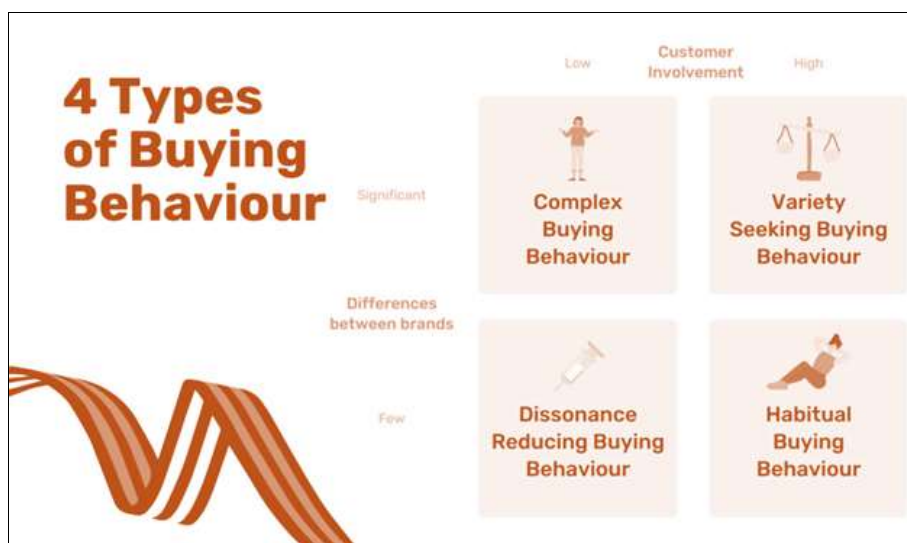 4 Types
of Buying
Behaviour
Low
Customer
Involvement
High
Significant
Complex
Buying
Behaviour
Variety
Seeking Buying
Behaviour
Differences
between brands
Few
Dissonance
Reducing Buying
Behaviour
Habitual
Buying
Behaviour